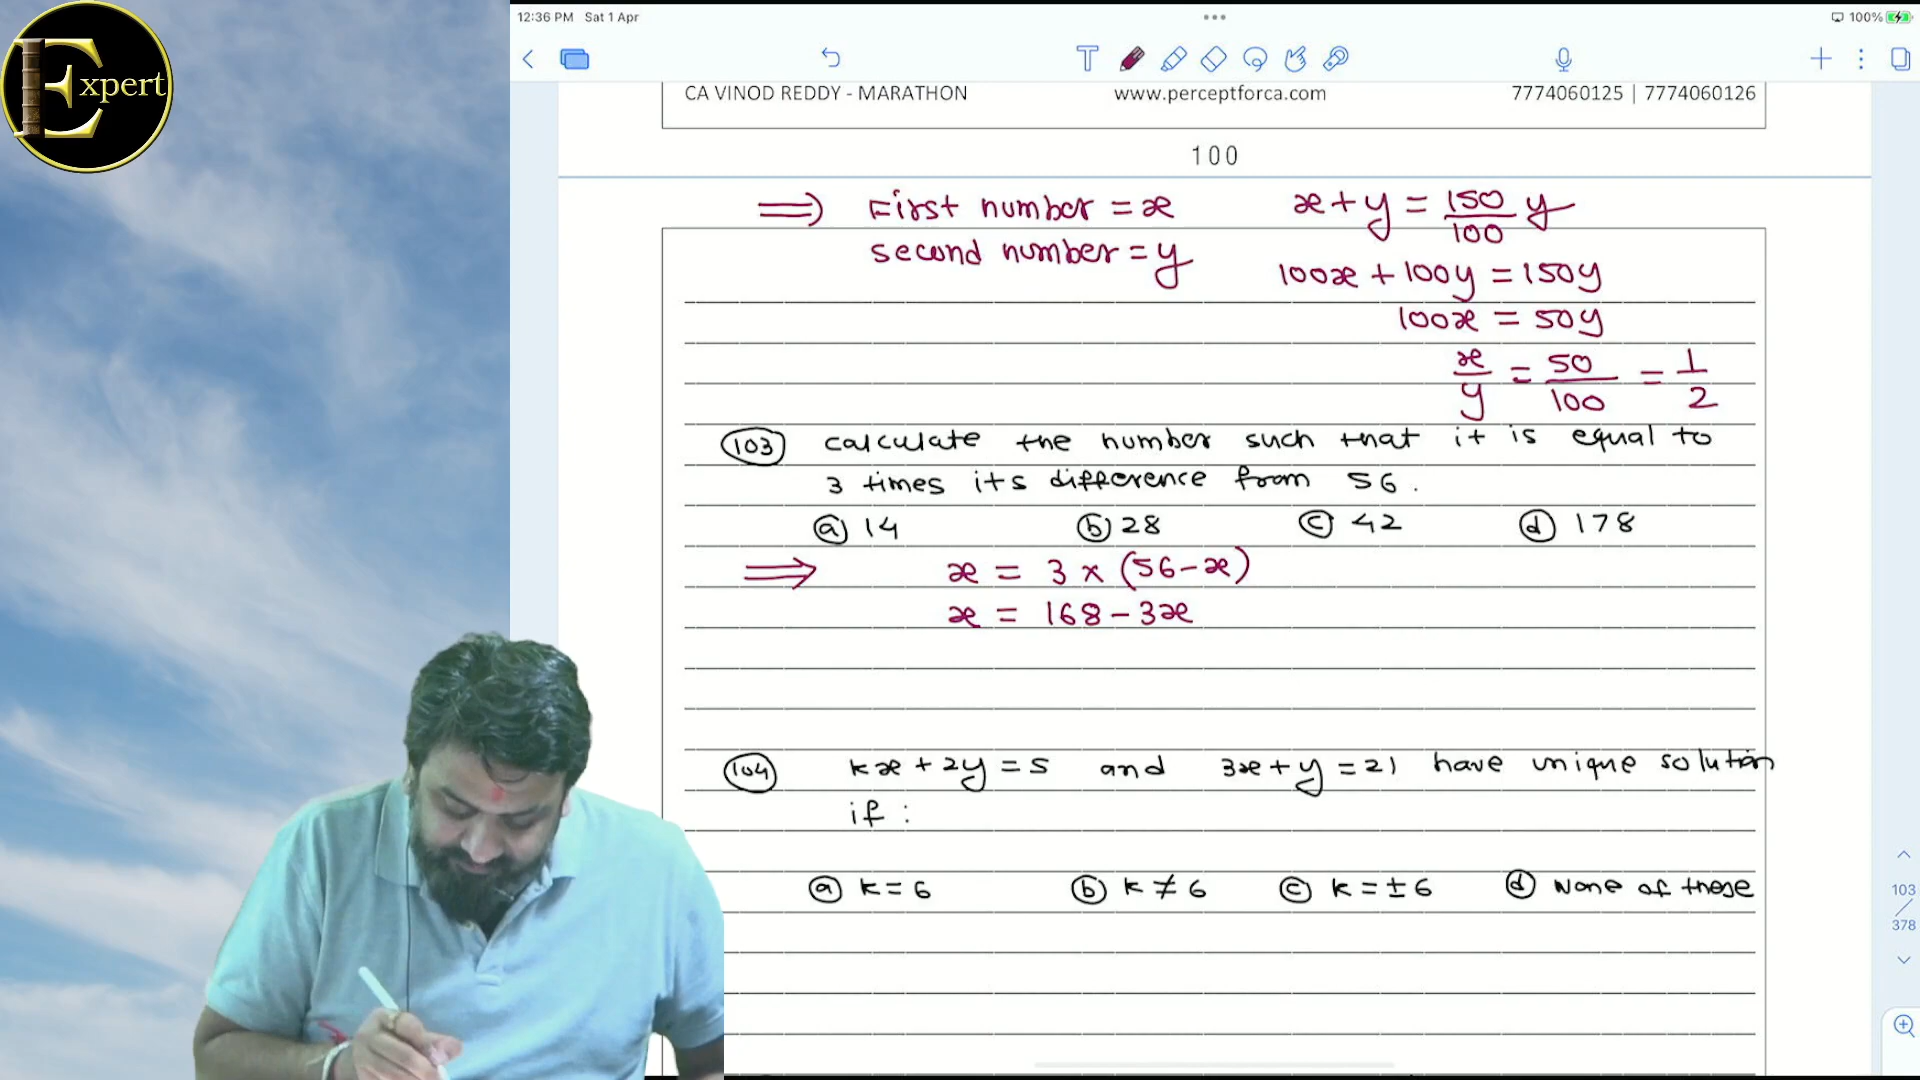 Expert
12:36 PM Sat 1 Apr
100%
CA VINOD REDDY - MARATHON www.perceptforca.com 7774060125 | 7774060126
100
⟹ First number = x
second number = y
x + y = 150/100 y
100x + 100y = 150y
100x = 50y
x/y = 50/100 = 1/2
103 calculate the number such that it is equal to
3 times its difference from 56.
a 14 b 28 c 42 d 178
⟹ x = 3 × (56 - x)
x = 168 - 3x
104 kx + 2y = 5 and 3x + y = 21 have unique solution
if :
a k = 6 b k ≠ 6 c k = ± 6 d None of these
103
378